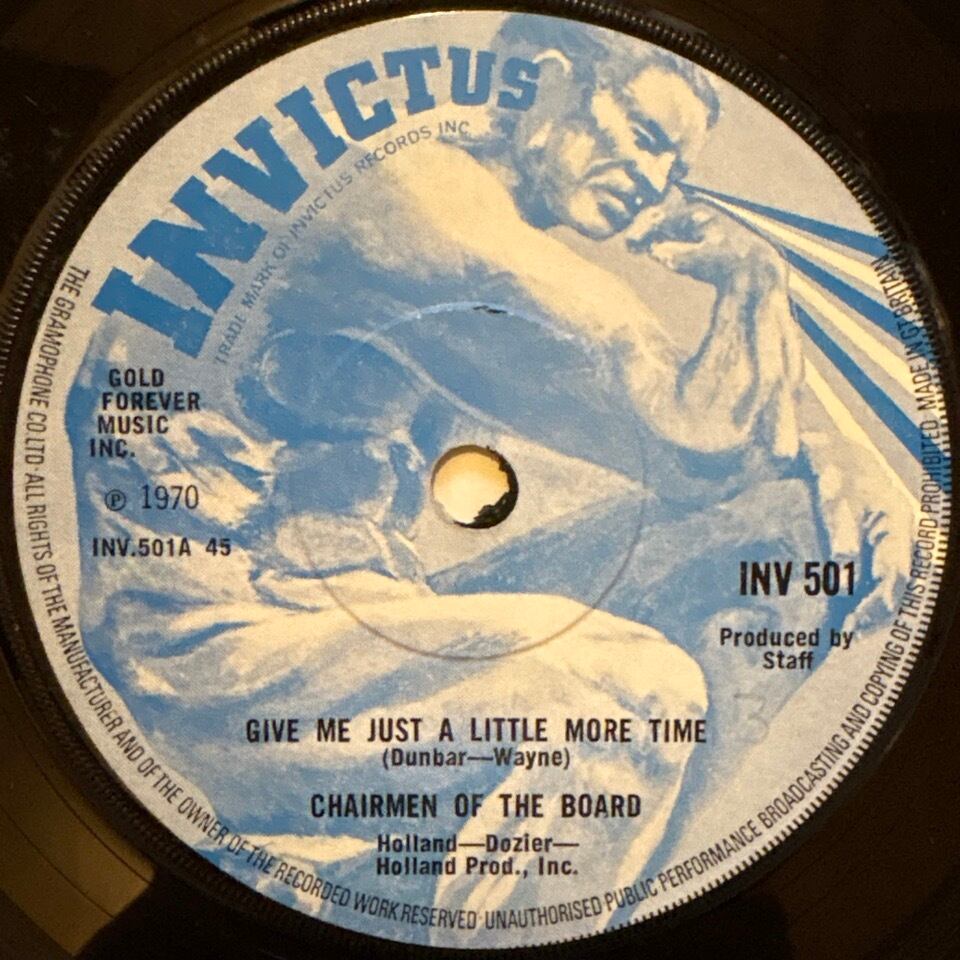 INVICTUS
TRADE MARK OF INVICTUS RECORDS INC
GOLD
FOREVER
MUSIC
INC.
℗ 1970
INV.501A 45
INV 501
Produced by
Staff
GIVE ME JUST A LITTLE MORE TIME
(Dunbar—Wayne)
CHAIRMEN OF THE BOARD
Holland—Dozier—
Holland Prod., Inc.
THE GRAMOPHONE CO. LTD · ALL RIGHTS OF THE MANUFACTURER AND OF THE OWNER OF THE RECORDED WORK RESERVED · UNAUTHORISED PUBLIC PERFORMANCE BROADCASTING AND COPYING OF THIS RECORD PROHIBITED · MADE IN GT. BRITAIN